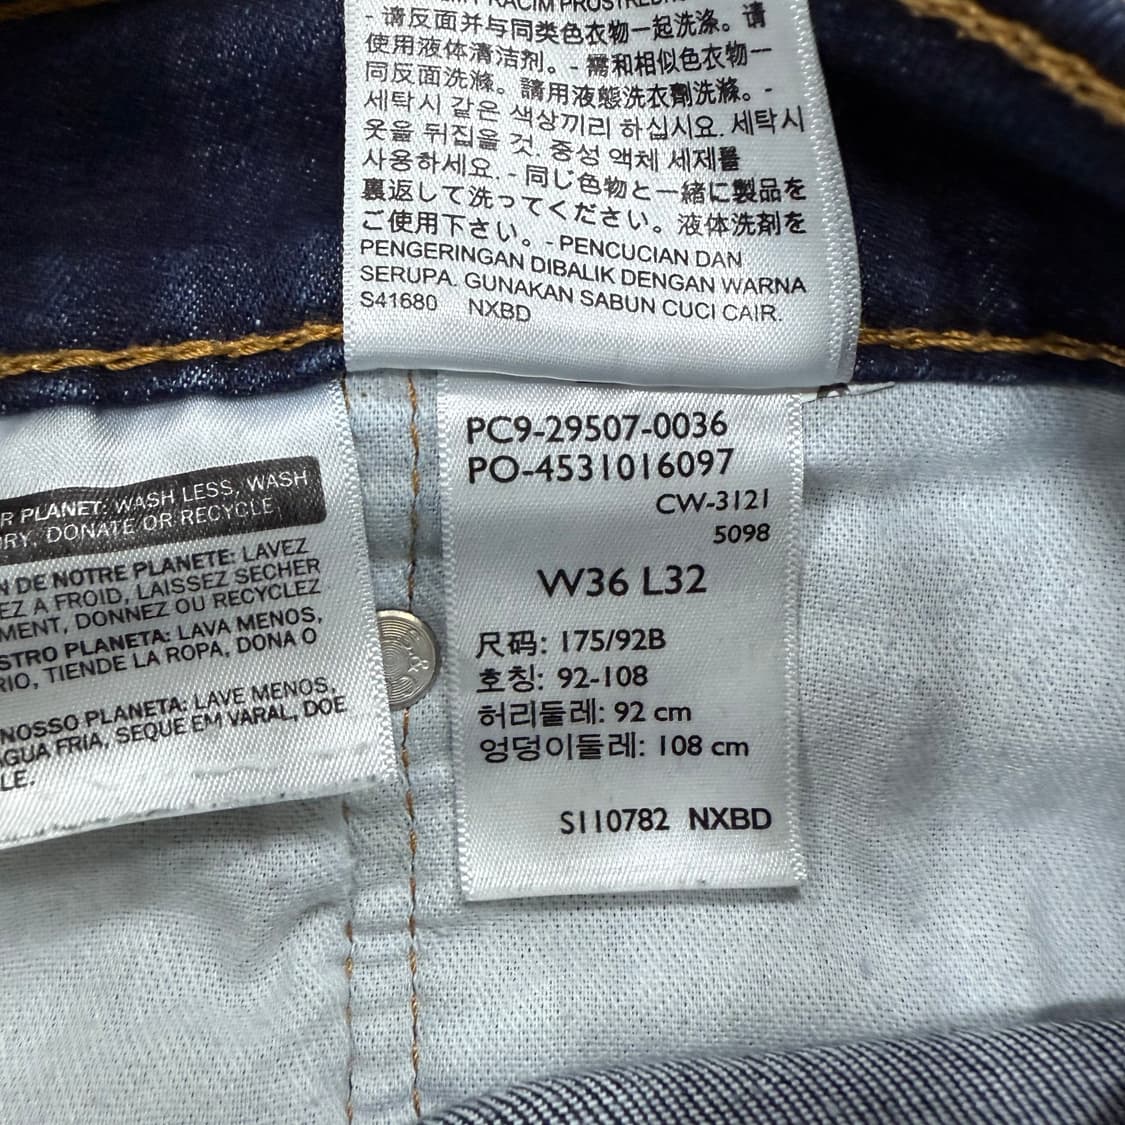 RACIM PROSTŘEDK
- 请反面并与同类色衣物一起洗涤。请
使用液体清洁剂。- 需和相似色衣物一
同反面洗滌。請用液態洗衣劑洗滌。-
세탁시 같은 색상끼리 하십시요. 세탁시
옷을 뒤집을 것. 중성 액체 세제를
사용하세요. - 同じ色物と一緒に製品を
裏返して洗ってください。液体洗剤を
ご使用下さい。- PENCUCIAN DAN
PENGERINGAN DIBALIK DENGAN WARNA
SERUPA. GUNAKAN SABUN CUCI CAIR.
S41680 NXBD
R PLANET: WASH LESS, WASH
RY, DONATE OR RECYCLE
N DE NOTRE PLANETE: LAVEZ
EZ A FROID, LAISSEZ SECHER
MENT, DONNEZ OU RECYCLEZ
STRO PLANETA: LAVA MENOS,
RIO, TIENDE LA ROPA, DONA O
NOSSO PLANETA: LAVE MENOS,
AGUA FRIA, SEQUE EM VARAL, DOE
LE.
PC9-29507-0036
PO-4531016097
CW-3121
5098
W36 L32
尺码: 175/92B
호칭: 92-108
허리둘레: 92 cm
엉덩이둘레: 108 cm
S110782 NXBD